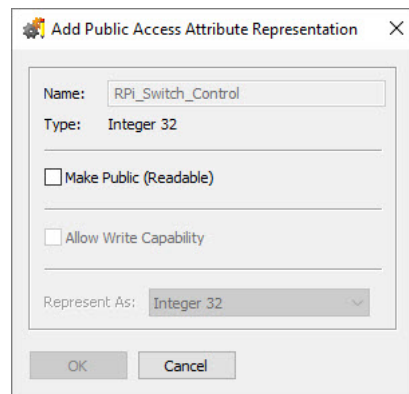 Add Public Access Attribute Representation
Name: RPi_Switch_Control
Type: Integer 32
Make Public (Readable)
Allow Write Capability
Represent As: Integer 32
OK Cancel